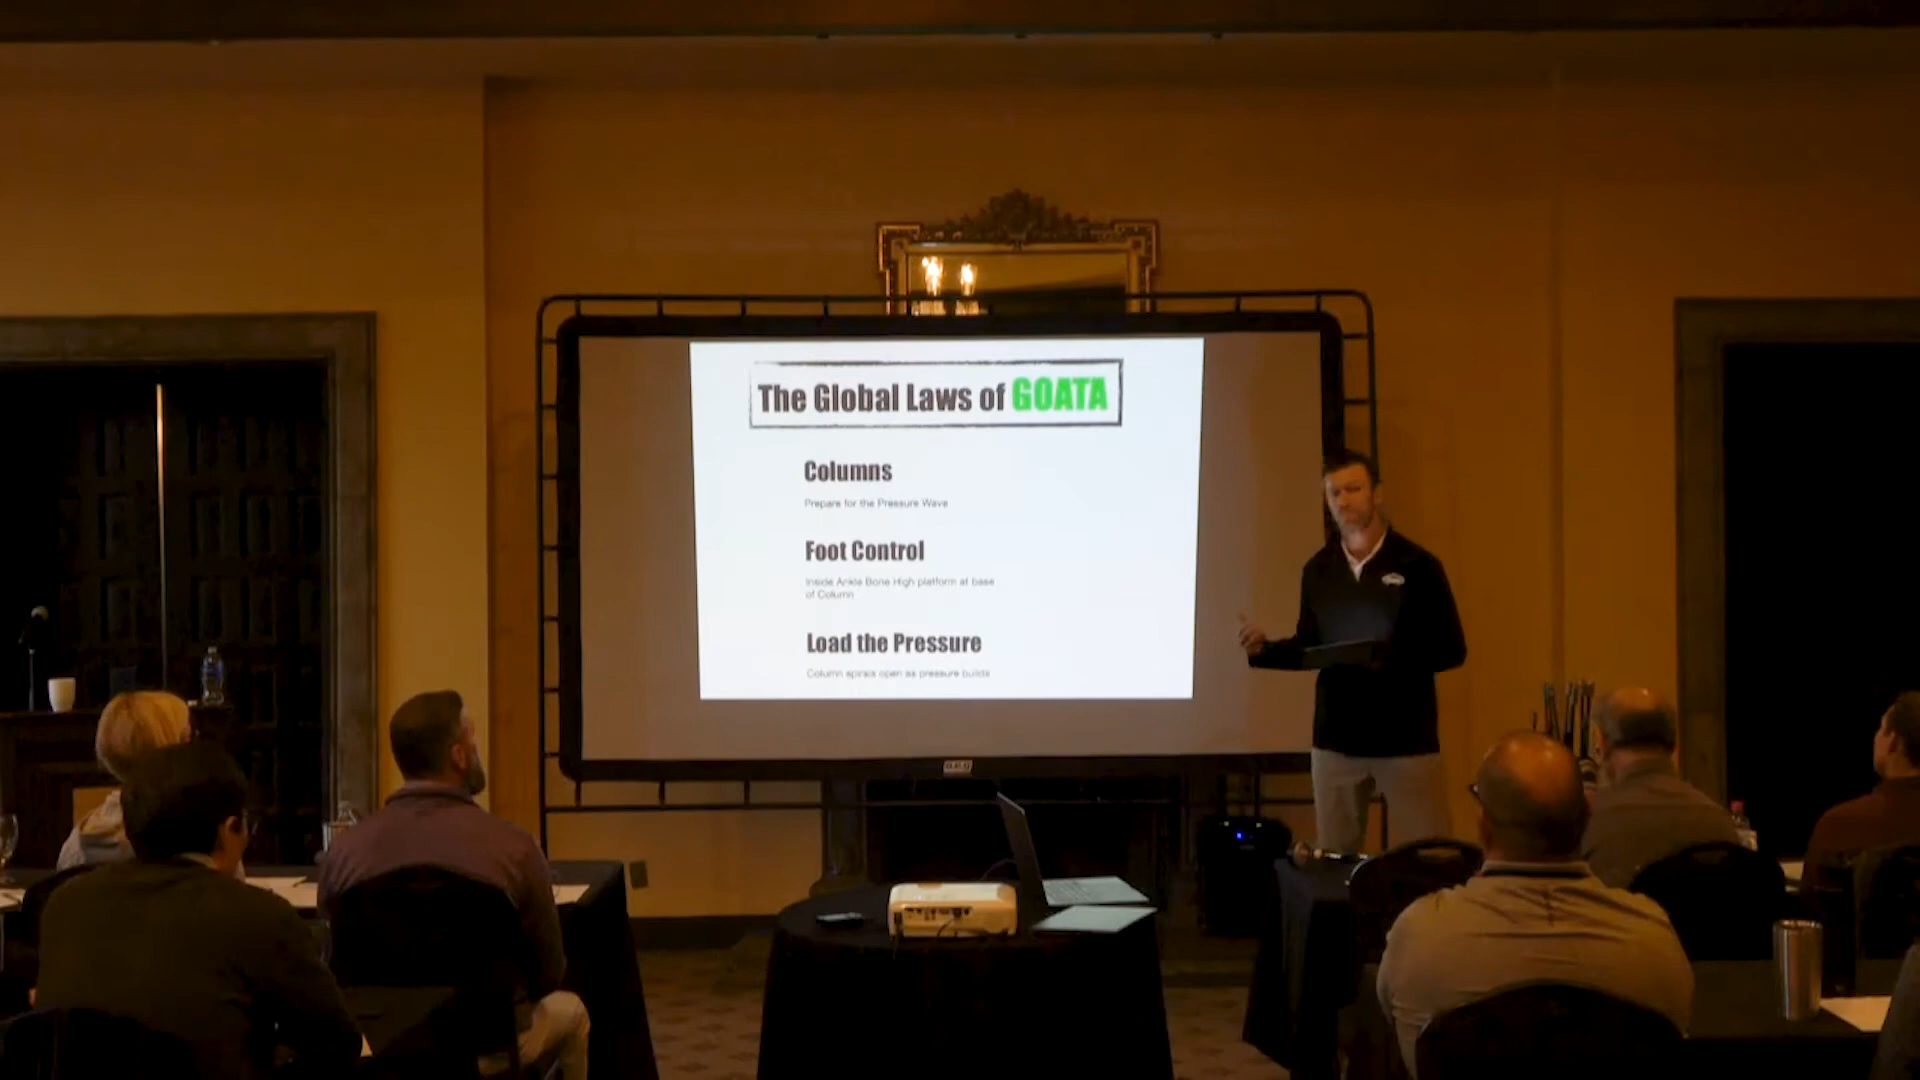 The Global Laws of GOATA
Columns
Prepare for the Pressure Wave
Foot Control
Inside Ankle Bone High platform at base
of Column
Load the Pressure
Column spirals open as pressure builds